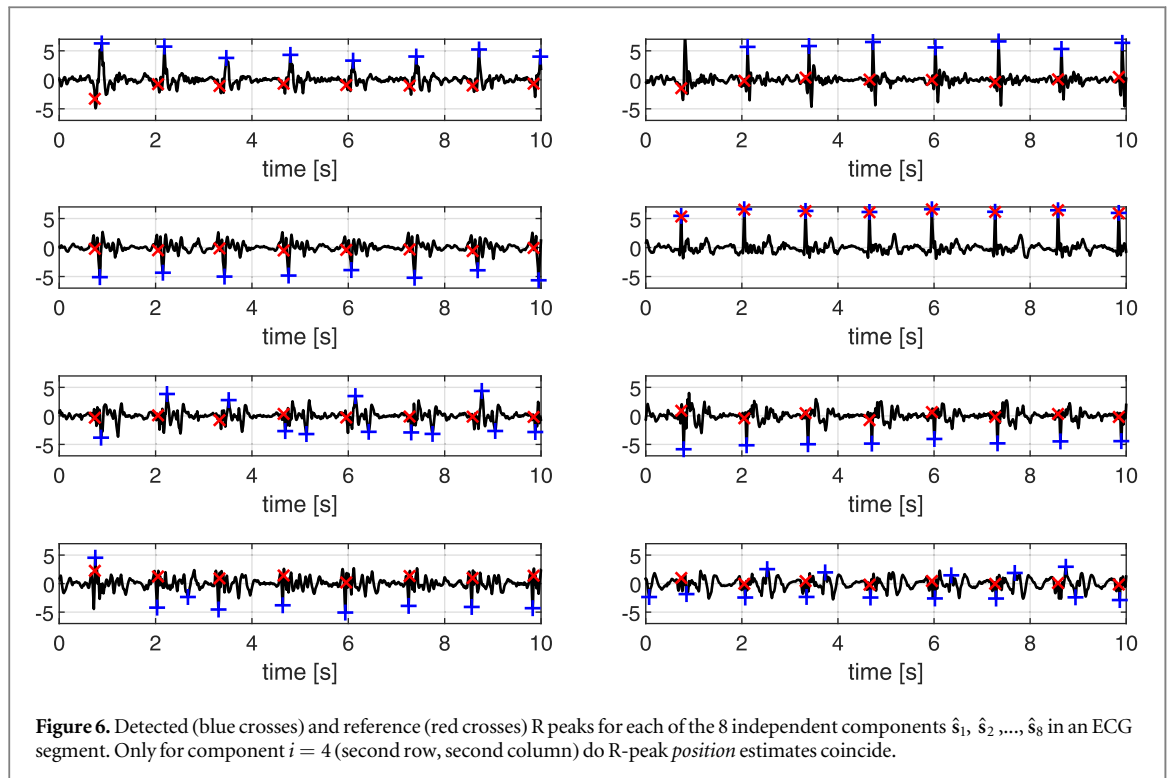 5
0
-5
0 2 4 6 8 10
time [s]
5
0
-5
0 2 4 6 8 10
time [s]
5
0
-5
0 2 4 6 8 10
time [s]
5
0
-5
0 2 4 6 8 10
time [s]
5
0
-5
0 2 4 6 8 10
time [s]
5
0
-5
0 2 4 6 8 10
time [s]
5
0
-5
0 2 4 6 8 10
time [s]
5
0
-5
0 2 4 6 8 10
time [s]
Figure 6. Detected (blue crosses) and reference (red crosses) R peaks for each of the 8 independent components ŝ₁, ŝ₂ ,..., ŝ₈ in an ECG
segment. Only for component i = 4 (second row, second column) do R-peak position estimates coincide.